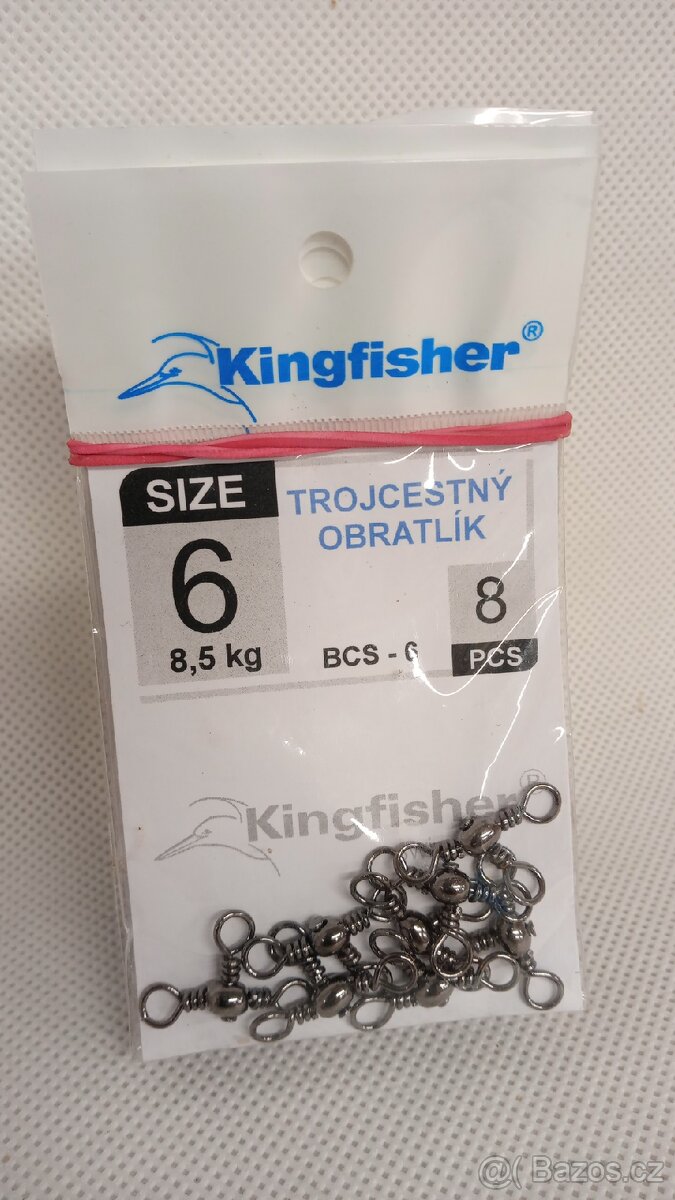 Kingfisher®
SIZE
6
8,5 kg
TROJCESTNÝ
OBRATLÍK
BCS - 6
8
PCS
Kingfisher®
@( Bazos.cz